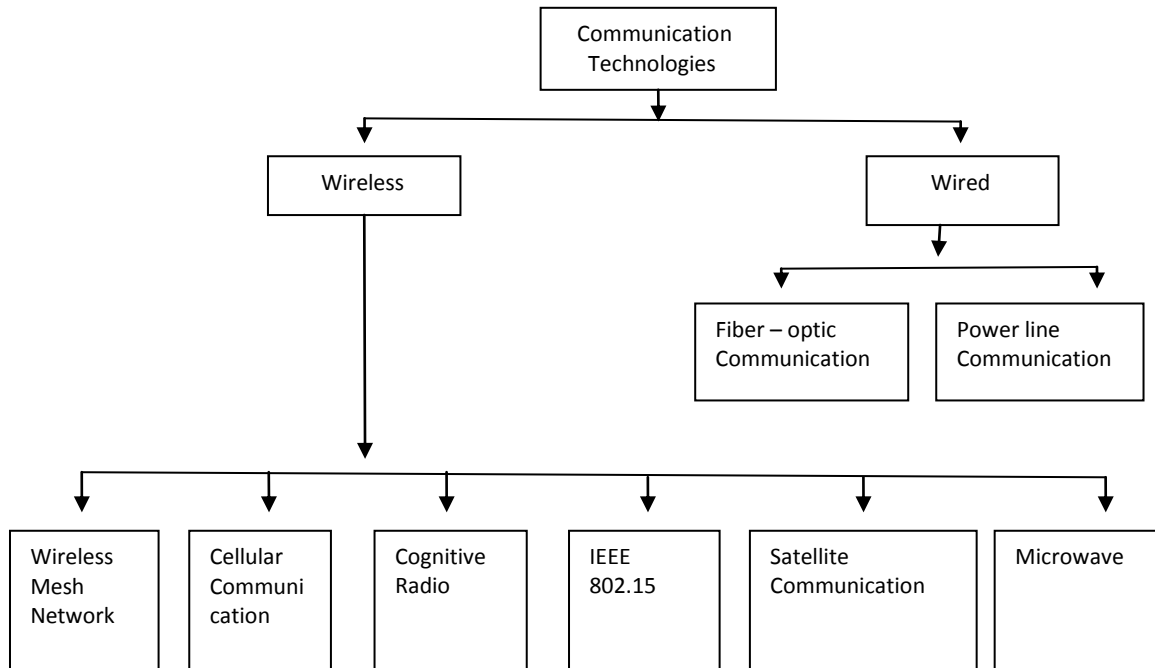 Communication
Technologies
Wireless
Wired
Fiber – optic
Communication
Power line
Communication
Wireless
Mesh
Network
Cellular
Communi
cation
Cognitive
Radio
IEEE
802.15
Satellite
Communication
Microwave